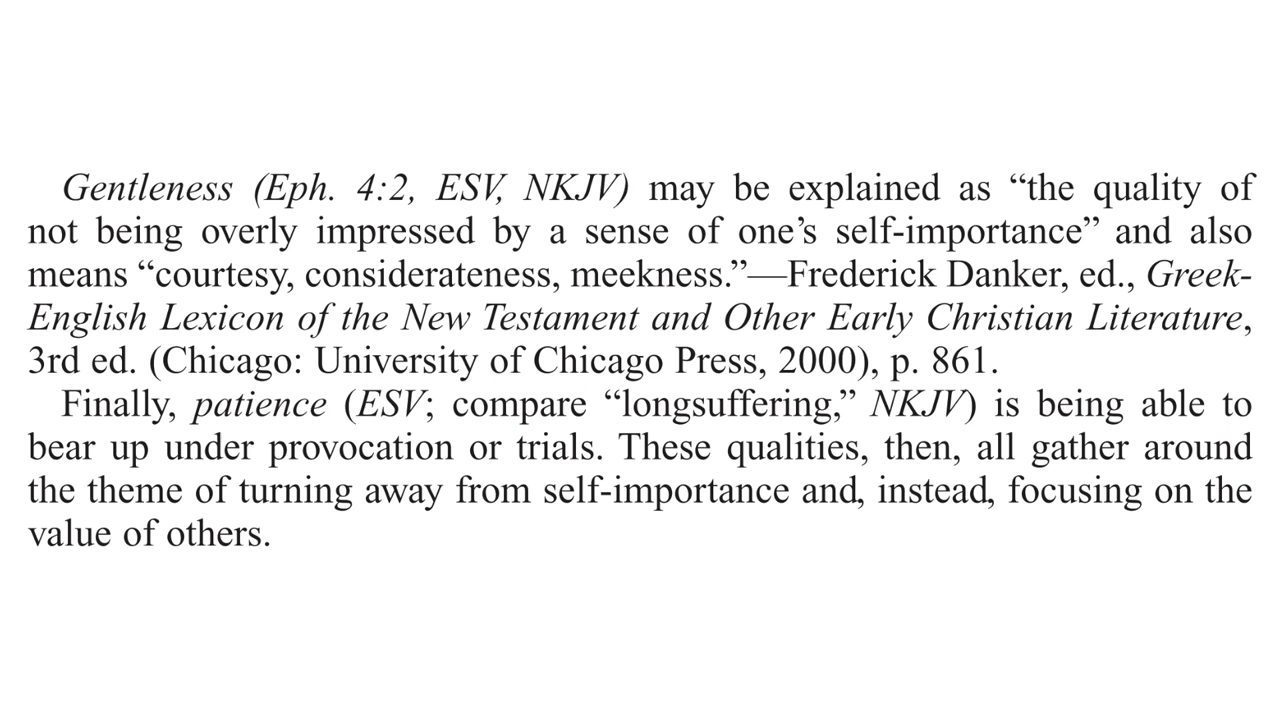 Gentleness (Eph. 4:2, ESV, NKJV) may be explained as “the quality of
not being overly impressed by a sense of one’s self-importance” and also
means “courtesy, considerateness, meekness.”—Frederick Danker, ed., Greek-
English Lexicon of the New Testament and Other Early Christian Literature,
3rd ed. (Chicago: University of Chicago Press, 2000), p. 861.
Finally, patience (ESV; compare “longsuffering,” NKJV) is being able to
bear up under provocation or trials. These qualities, then, all gather around
the theme of turning away from self-importance and, instead, focusing on the
value of others.